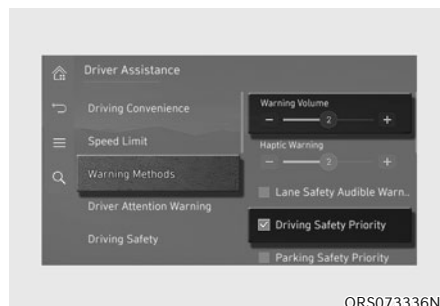 Driver Assistance
Driving Convenience
Speed Limit
Warning Methods
Driver Attention Warning
Driving Safety
Warning Volume
– 2 +
Haptic Warning
– 2 +
Lane Safety Audible Warn..
Driving Safety Priority
Parking Safety Priority
ORS073336N